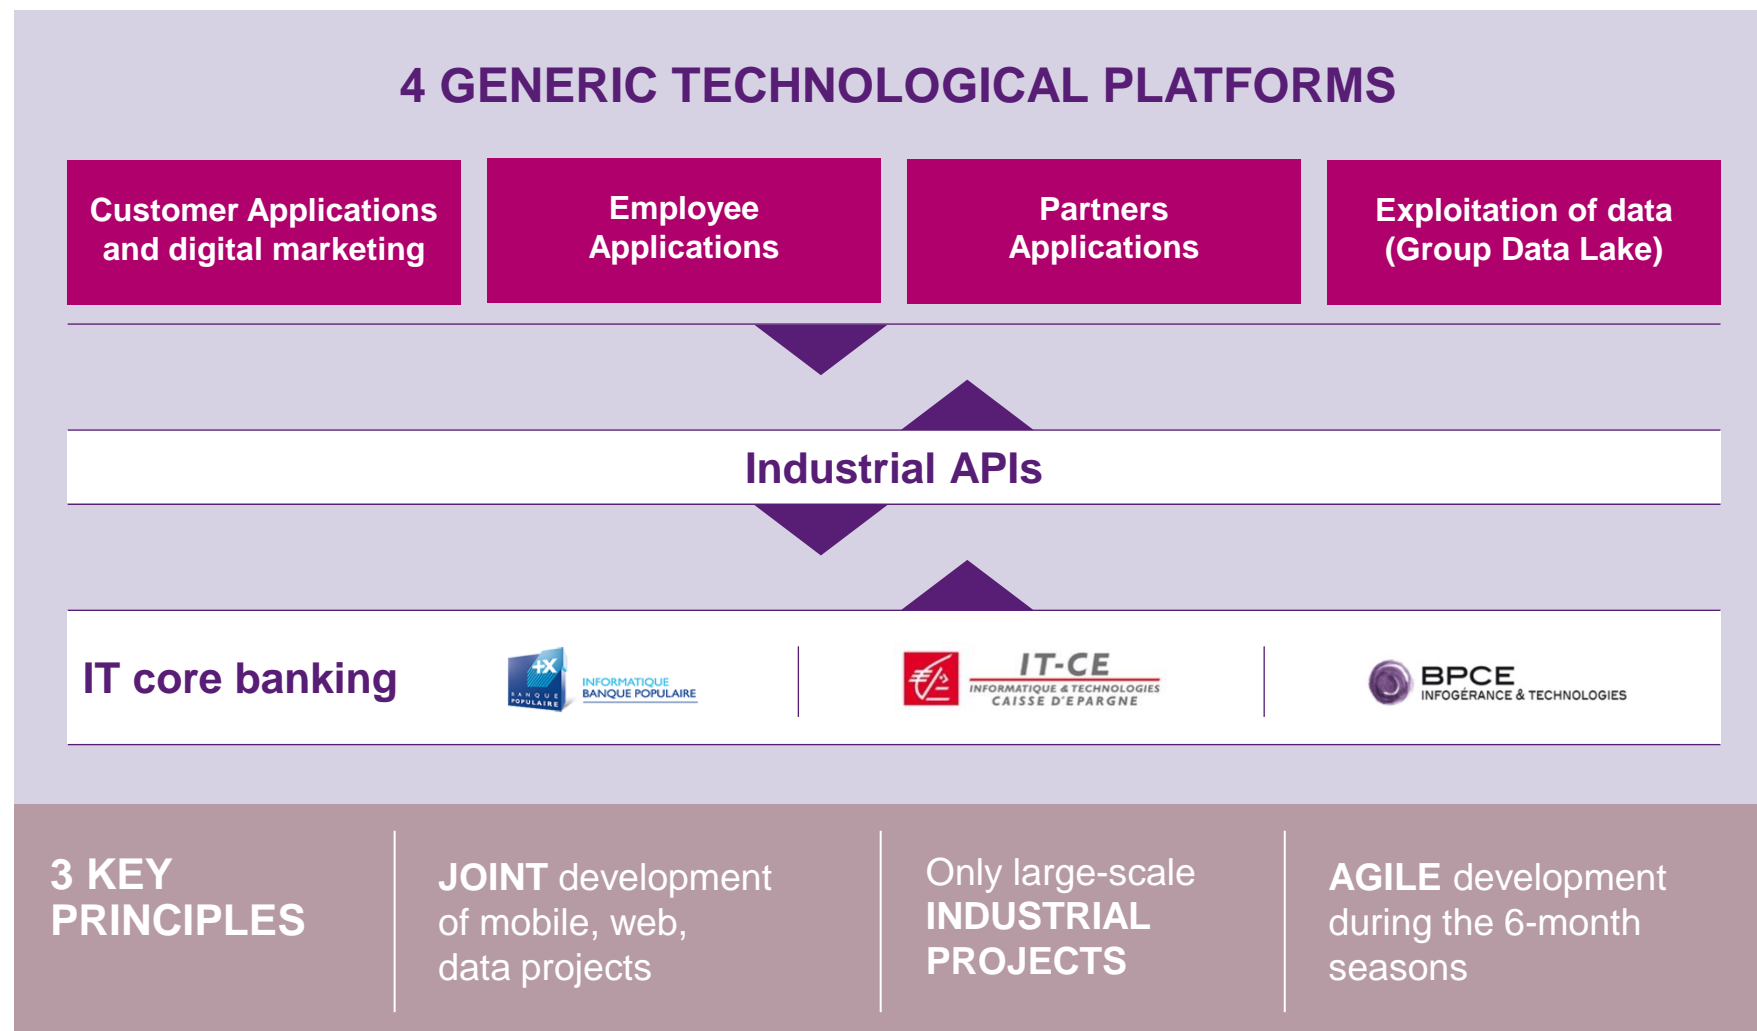 4 GENERIC TECHNOLOGICAL PLATFORMS
Customer Applications
and digital marketing
Employee
Applications
Partners
Applications
Exploitation of data
(Group Data Lake)
Industrial APIs
IT core banking
+X
BANQUE
POPULAIRE
INFORMATIQUE
BANQUE POPULAIRE
IT-CE
INFORMATIQUE & TECHNOLOGIES
CAISSE D'EPARGNE
BPCE
INFOGÉRANCE & TECHNOLOGIES
3 KEY
PRINCIPLES
JOINT development
of mobile, web,
data projects
Only large-scale
INDUSTRIAL
PROJECTS
AGILE development
during the 6-month
seasons